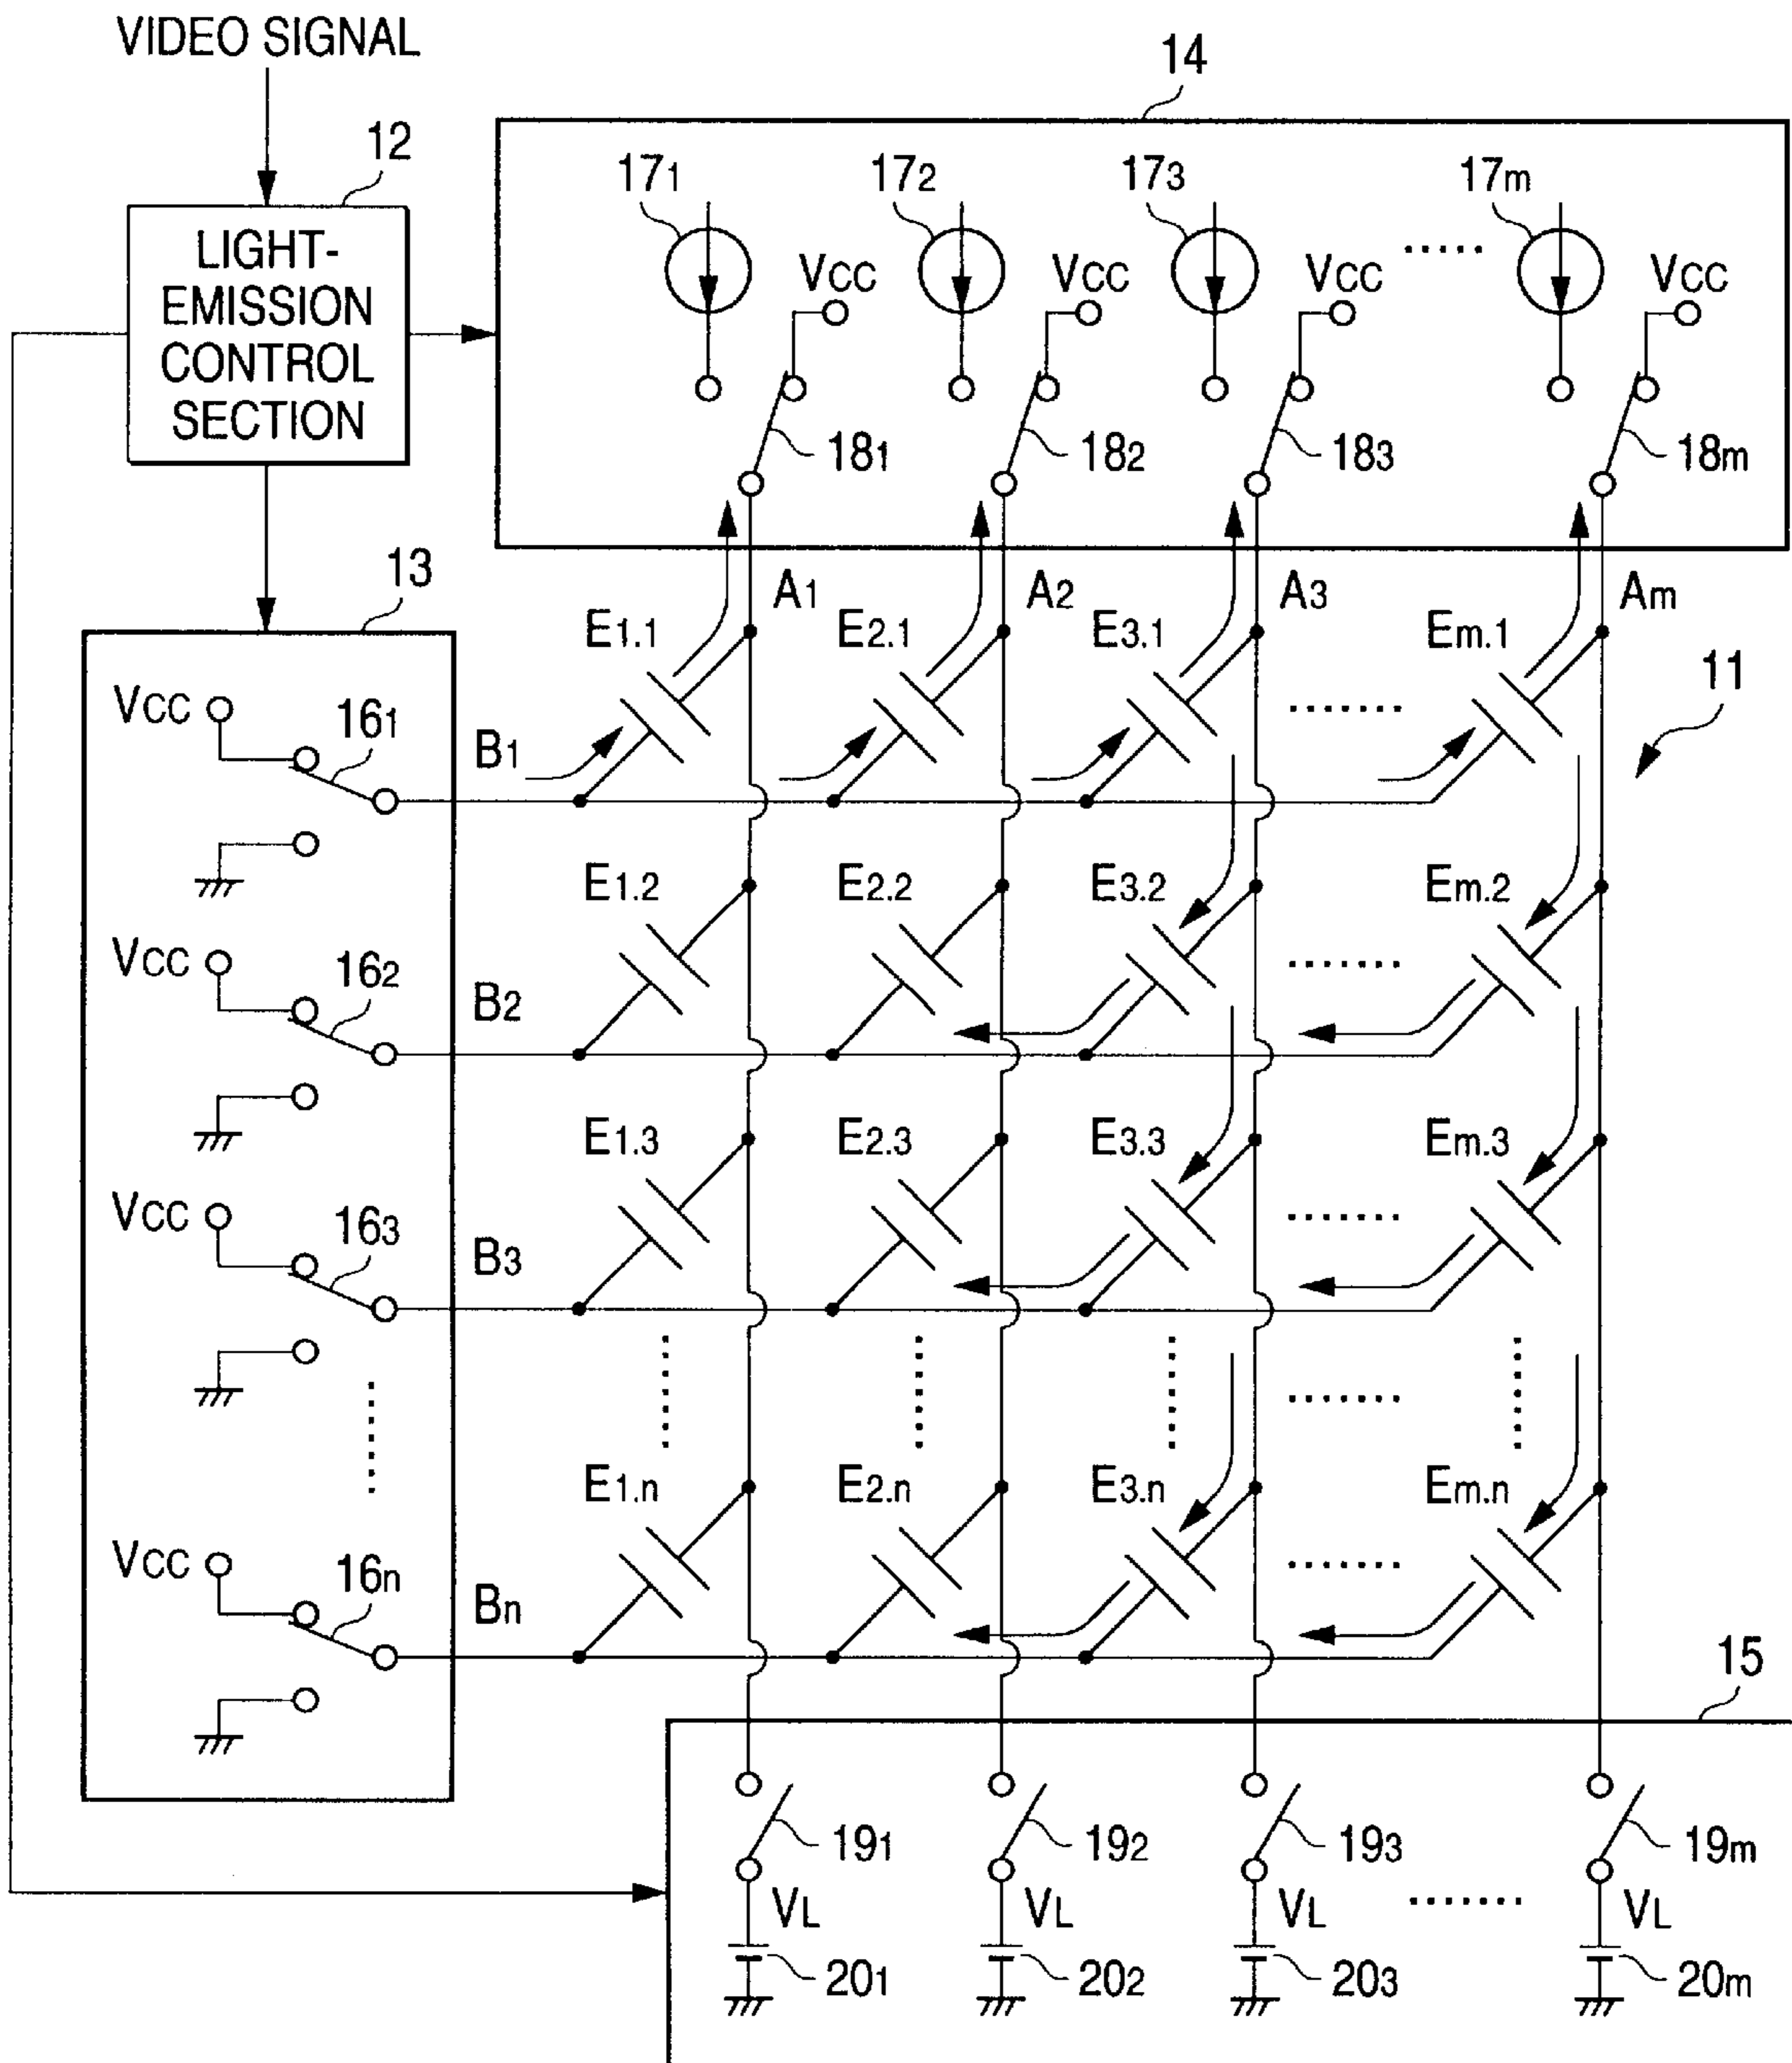 VIDEO SIGNAL
14
12
LIGHT-
EMISSION
CONTROL
SECTION
171 172 173 17m
.....
VCC VCC VCC VCC
181 182 183 18m
13
A1 A2 A3 Am
E1.1 E2.1 E3.1 Em.1
11
VCC 161 B1
.......
E1.2 E2.2 E3.2 Em.2
VCC 162 B2
.......
E1.3 E2.3 E3.3 Em.3
VCC 163 B3
.......
.......
E1.n E2.n E3.n Em.n
VCC 16n Bn
.......
15
191 192 193 19m
VL VL VL ....... VL
201 202 203 20m